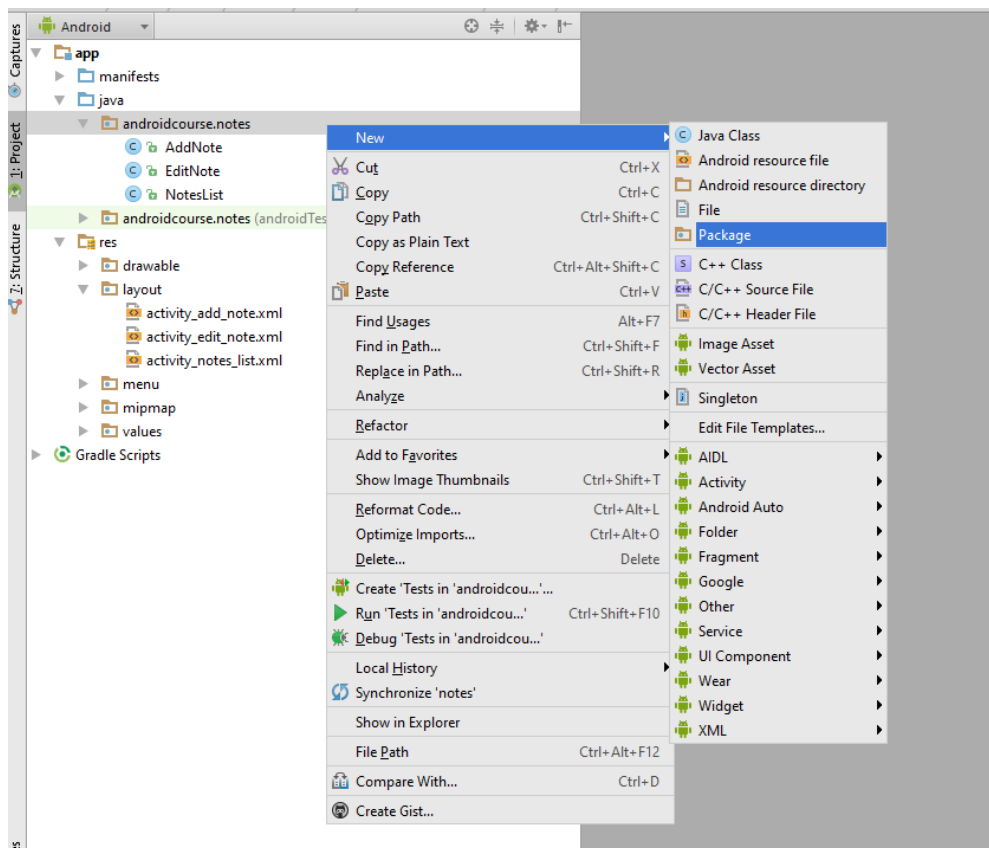 Captures
1: Project
7: Structure
Android
app
manifests
java
androidcourse.notes
AddNote
EditNote
NotesList
androidcourse.notes (androidTes
res
drawable
layout
activity_add_note.xml
activity_edit_note.xml
activity_notes_list.xml
menu
mipmap
values
Gradle Scripts
New
Cut Ctrl+X
Copy Ctrl+C
Copy Path Ctrl+Shift+C
Copy as Plain Text
Copy Reference Ctrl+Alt+Shift+C
Paste Ctrl+V
Find Usages Alt+F7
Find in Path... Ctrl+Shift+F
Replace in Path... Ctrl+Shift+R
Analyze
Refactor
Add to Favorites
Show Image Thumbnails Ctrl+Shift+T
Reformat Code... Ctrl+Alt+L
Optimize Imports... Ctrl+Alt+O
Delete... Delete
Create 'Tests in 'androidcou...'...
Run 'Tests in 'androidcou...' Ctrl+Shift+F10
Debug 'Tests in 'androidcou...'
Local History
Synchronize 'notes'
Show in Explorer
File Path Ctrl+Alt+F12
Compare With... Ctrl+D
Create Gist...
Java Class
Android resource file
Android resource directory
File
Package
C++ Class
C/C++ Source File
C/C++ Header File
Image Asset
Vector Asset
Singleton
Edit File Templates...
AIDL
Activity
Android Auto
Folder
Fragment
Google
Other
Service
UI Component
Wear
Widget
XML